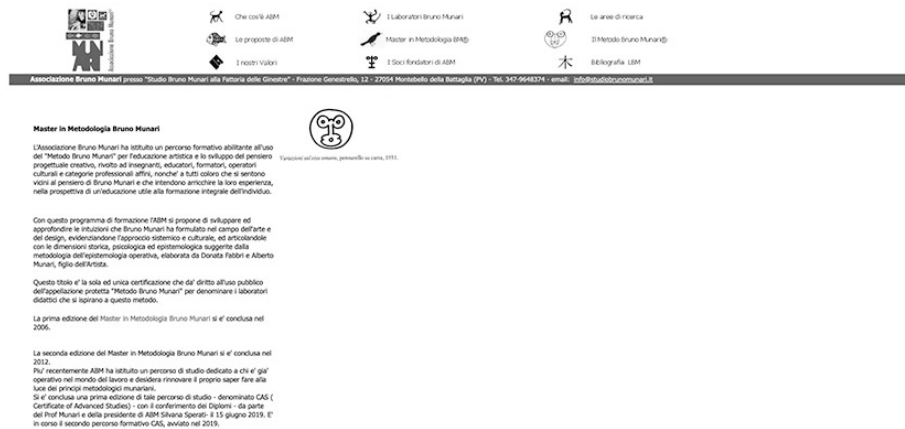 Che cos'è ABM
I Laboratori Bruno Munari
Le aree di ricerca
Le proposte di ABM
Master in Metodologia BM®
Il Metodo Bruno Munari®
I nostri Valori
I Soci fondatori di ABM
Bibliografia LBM
MUN
ART
Associazione Bruno Munari
Associazione Bruno Munari presso "Studio Bruno Munari alla Fattoria delle Ginestre" - Frazione Genestrello, 12 - 27054 Montebello della Battaglia (PV) - Tel. 347-9648374 - email: info@studiobrunomunari.it
Master in Metodologia Bruno Munari
L'Associazione Bruno Munari ha istituito un percorso formativo abilitante all'uso
del "Metodo Bruno Munari" per l'educazione artistica e lo sviluppo del pensiero
progettuale creativo, rivolto ad insegnanti, educatori, formatori, operatori
culturali e categorie professionali affini, nonche' a tutti coloro che si sentono
vicini al pensiero di Bruno Munari e che intendono arricchire la loro esperienza,
nella prospettiva di un'educazione utile alla formazione integrale dell'individuo.
Variazioni sul viso umano, pennarello su carta, 1951.
Con questo programma di formazione l'ABM si propone di sviluppare ed
approfondire le intuizioni che Bruno Munari ha formulato nel campo dell'arte e
del design, evidenziandone l'approccio sistemico e culturale, ed articolandole
con le dimensioni storica, psicologica ed epistemologica suggerite dalla
metodologia dell'epistemologia operativa, elaborata da Donata Fabbri e Alberto
Munari, figlio dell'Artista.
Questo titolo e' la sola ed unica certificazione che da' diritto all'uso pubblico
dell'appellazione protetta "Metodo Bruno Munari" per denominare i laboratori
didattici che si ispirano a questo metodo.
La prima edizione del Master in Metodologia Bruno Munari si e' conclusa nel
2006.
La seconda edizione del Master in Metodologia Bruno Munari si e' conclusa nel
2012.
Piu' recentemente ABM ha istituito un percorso di studio dedicato a chi e' gia'
operativo nel mondo del lavoro e desidera rinnovare il proprio saper fare alla
luce dei principi metodologici munariani.
Si e' conclusa una prima edizione di tale percorso di studio - denominato CAS (
Certificate of Advanced Studies) - con il conferimento dei Diplomi - da parte
del Prof Munari e della presidente di ABM Silvana Sperati- il 15 giugno 2019. E'
in corso il secondo percorso formativo CAS, avviato nel 2019.